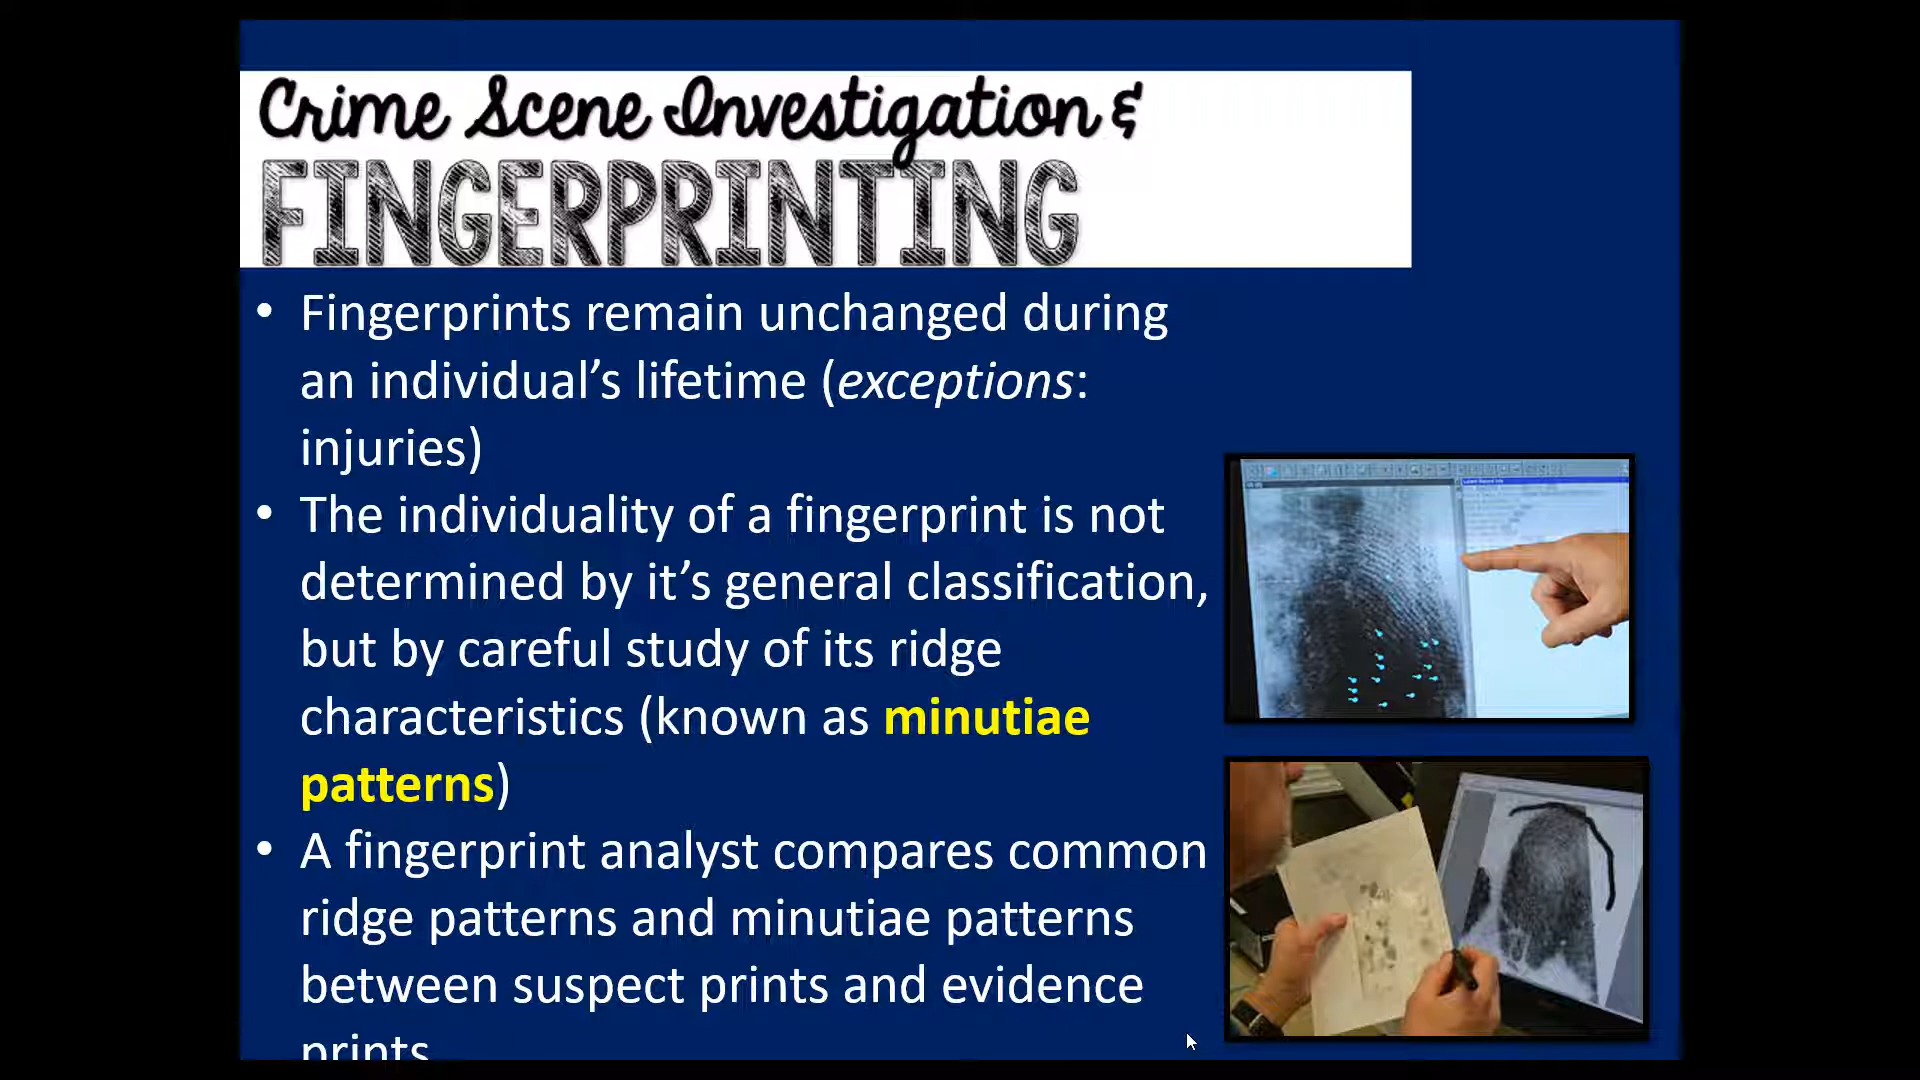 Crime Scene Investigation &
FINGERPRINTING
• Fingerprints remain unchanged during
an individual’s lifetime (exceptions:
injuries)
• The individuality of a fingerprint is not
determined by it’s general classification,
but by careful study of its ridge
characteristics (known as minutiae
patterns)
• A fingerprint analyst compares common
ridge patterns and minutiae patterns
between suspect prints and evidence
prints